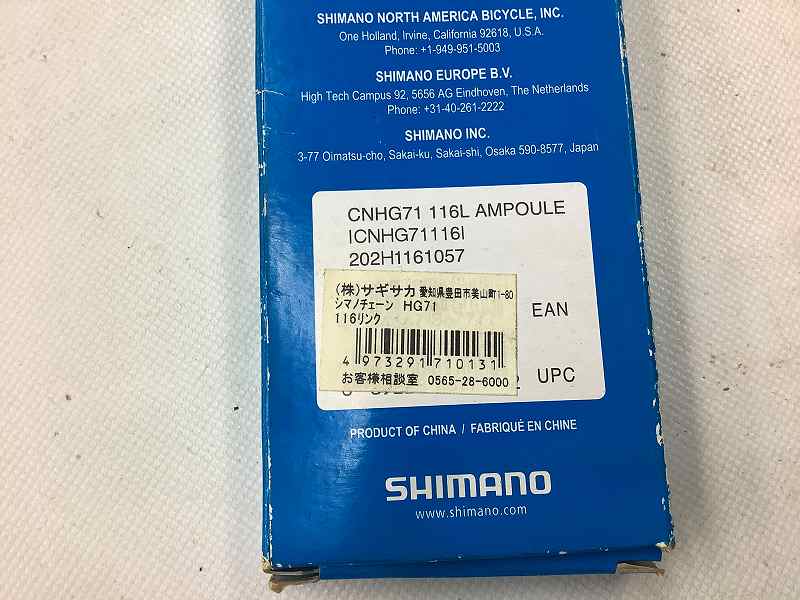 SHIMANO NORTH AMERICA BICYCLE, INC.
One Holland, Irvine, California 92618, U.S.A.
Phone: +1-949-951-5003
SHIMANO EUROPE B.V.
High Tech Campus 92, 5656 AG Eindhoven, The Netherlands
Phone: +31-40-261-2222
SHIMANO INC.
3-77 Oimatsu-cho, Sakai-ku, Sakai-shi, Osaka 590-8577, Japan
CNHG71 116L AMPOULE
ICNHG71116I
202H1161057
(株)サギサカ 愛知県豊田市美山町1-80
シマノチェーン HG71
116リンク
4 973291 710131
お客様相談室 0565-28-6000
EAN
UPC
PRODUCT OF CHINA / FABRIQUÉ EN CHINE
SHIMANO
www.shimano.com